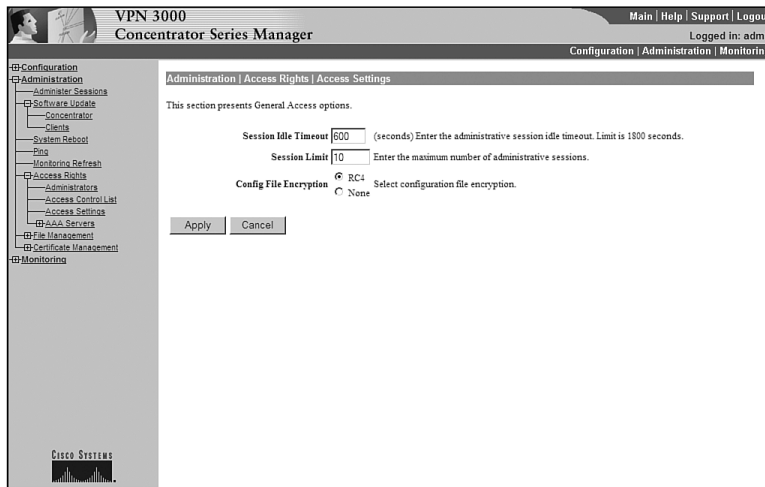 VPN 3000
Concentrator Series Manager
Main | Help | Support | Logou
Logged in: adm
Configuration | Administration | Monitorin
Configuration
Administration
Administer Sessions
Software Update
Concentrator
Clients
System Reboot
Ping
Monitoring Refresh
Access Rights
Administrators
Access Control List
Access Settings
AAA Servers
File Management
Certificate Management
Monitoring
Administration | Access Rights | Access Settings
This section presents General Access options.
Session Idle Timeout 600 (seconds) Enter the administrative session idle timeout. Limit is 1800 seconds.
Session Limit 10 Enter the maximum number of administrative sessions.
Config File Encryption RC4 None Select configuration file encryption.
Apply Cancel
CISCO SYSTEMS